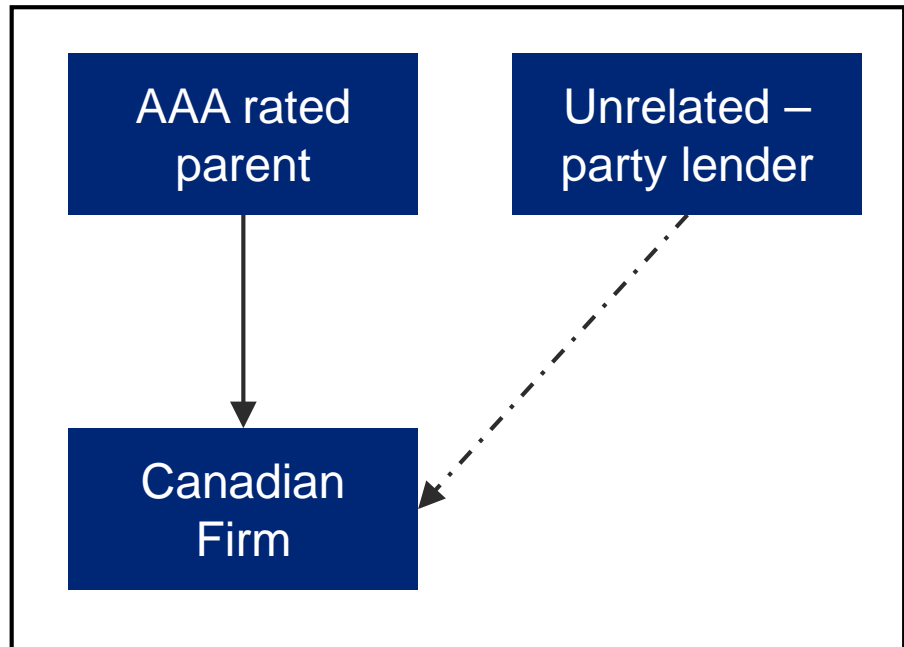 AAA rated
parent
Unrelated –
party lender
Canadian
Firm